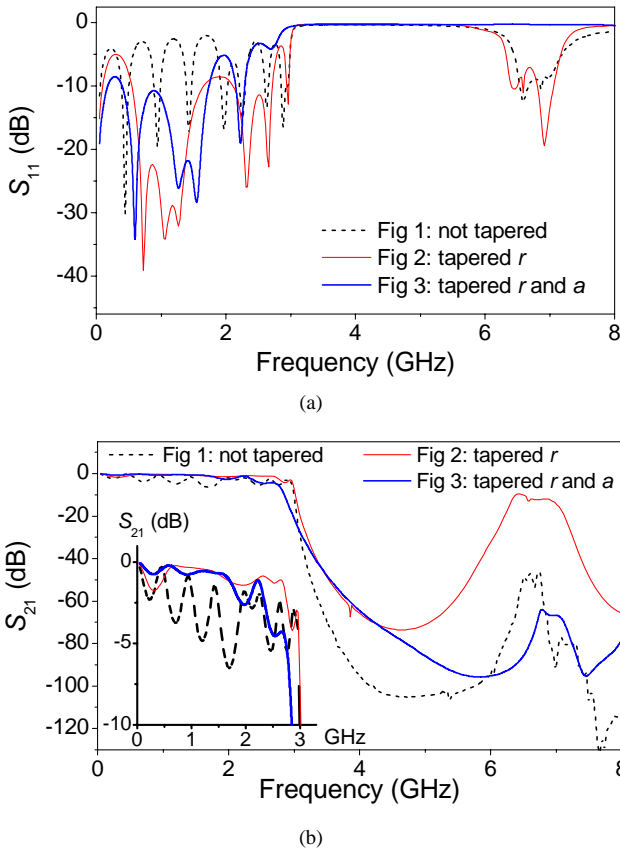 0
-10
-20
-30
-40
S11 (dB)
Fig 1: not tapered
Fig 2: tapered r
Fig 3: tapered r and a
0 2 4 6 8
Frequency (GHz)
(a)
Fig 1: not tapered Fig 2: tapered r
Fig 3: tapered r and a
0
-20
-40
-60
-80
-100
-120
S21 (dB)
S21 (dB)
0
-5
-10
0 1 2 3 GHz
0 2 4 6 8
Frequency (GHz)
(b)